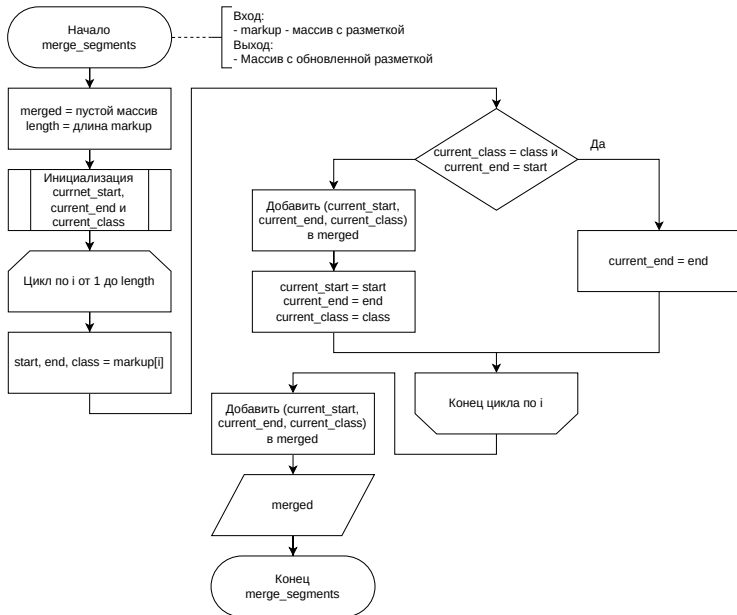 Начало
merge_segments
Вход:
- markup - массив с разметкой
Выход:
- Массив с обновленной разметкой
merged = пустой массив
length = длина markup
Инициализация
currnet_start,
current_end и
current_class
Цикл по i от 1 до length
start, end, class = markup[i]
current_class = class и
current_end = start
Да
Добавить (current_start,
current_end, current_class)
в merged
current_start = start
current_end = end
current_class = class
current_end = end
Конец цикла по i
Добавить (current_start,
current_end, current_class)
в merged
merged
Конец
merge_segments